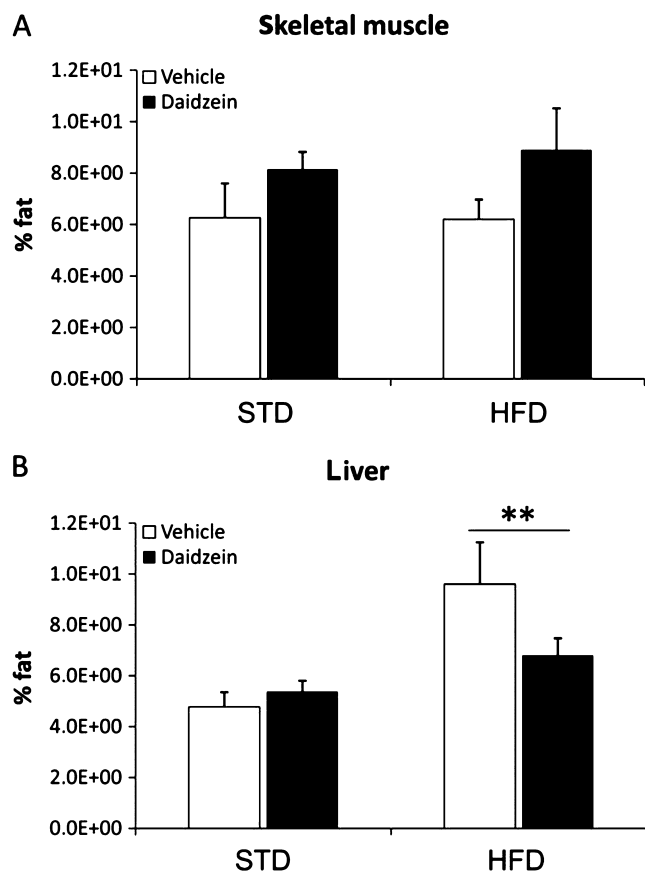 A
Skeletal muscle
1.2E+01
1.0E+01
8.0E+00
6.0E+00
4.0E+00
2.0E+00
0.0E+00
% fat
Vehicle
Daidzein
STD
HFD
B
Liver
1.2E+01
1.0E+01
8.0E+00
6.0E+00
4.0E+00
2.0E+00
0.0E+00
% fat
Vehicle
Daidzein
**
STD
HFD